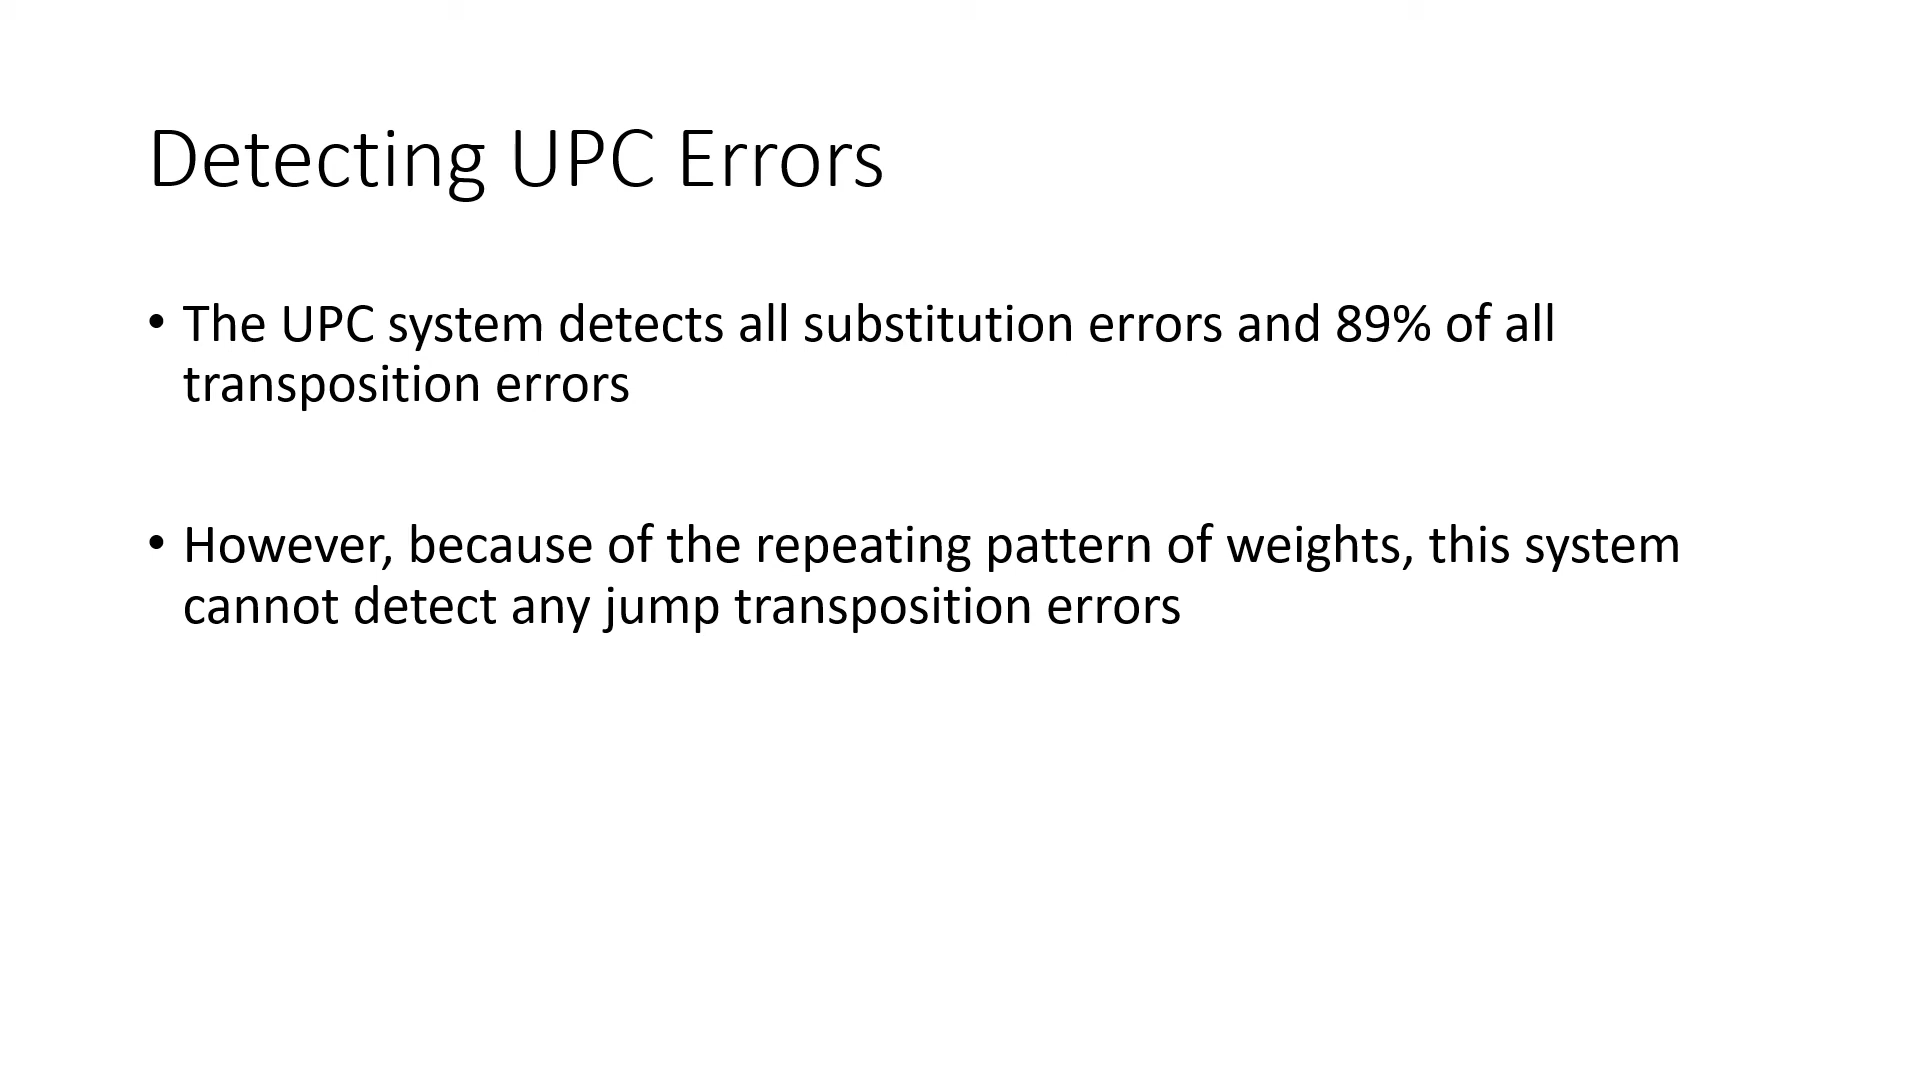 Detecting UPC Errors
• The UPC system detects all substitution errors and 89% of all
transposition errors
• However, because of the repeating pattern of weights, this system
cannot detect any jump transposition errors